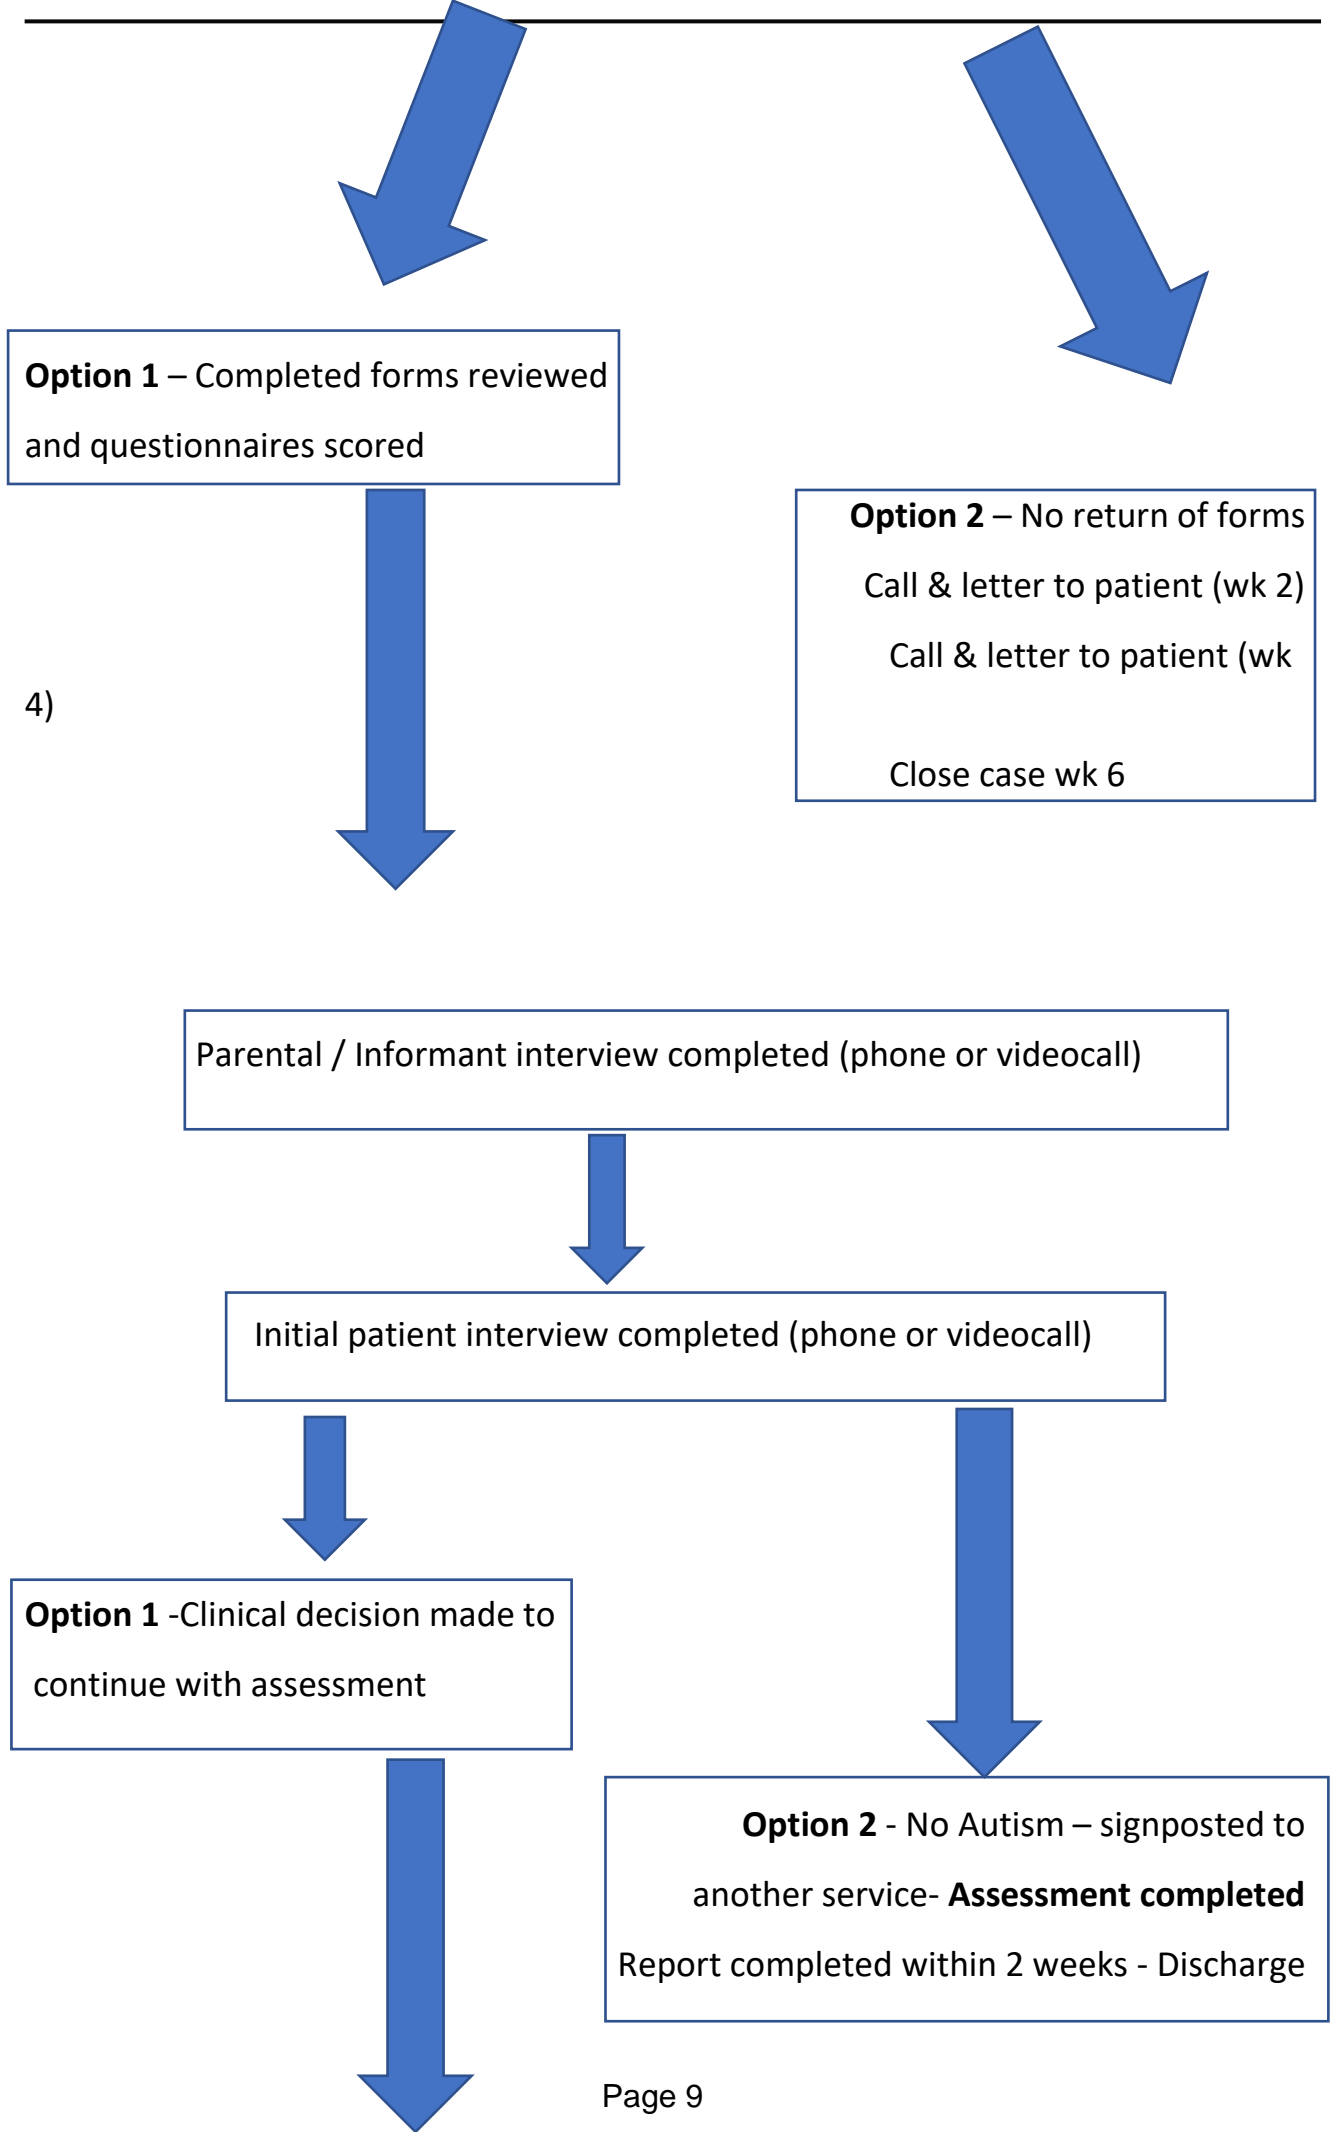 Option 1 – Completed forms reviewed
and questionnaires scored
Option 2 – No return of forms
Call & letter to patient (wk 2)
Call & letter to patient (wk
4)
Close case wk 6
Parental / Informant interview completed (phone or videocall)
Initial patient interview completed (phone or videocall)
Option 1 -Clinical decision made to
continue with assessment
Option 2 - No Autism – signposted to
another service- Assessment completed
Report completed within 2 weeks - Discharge
Page 9